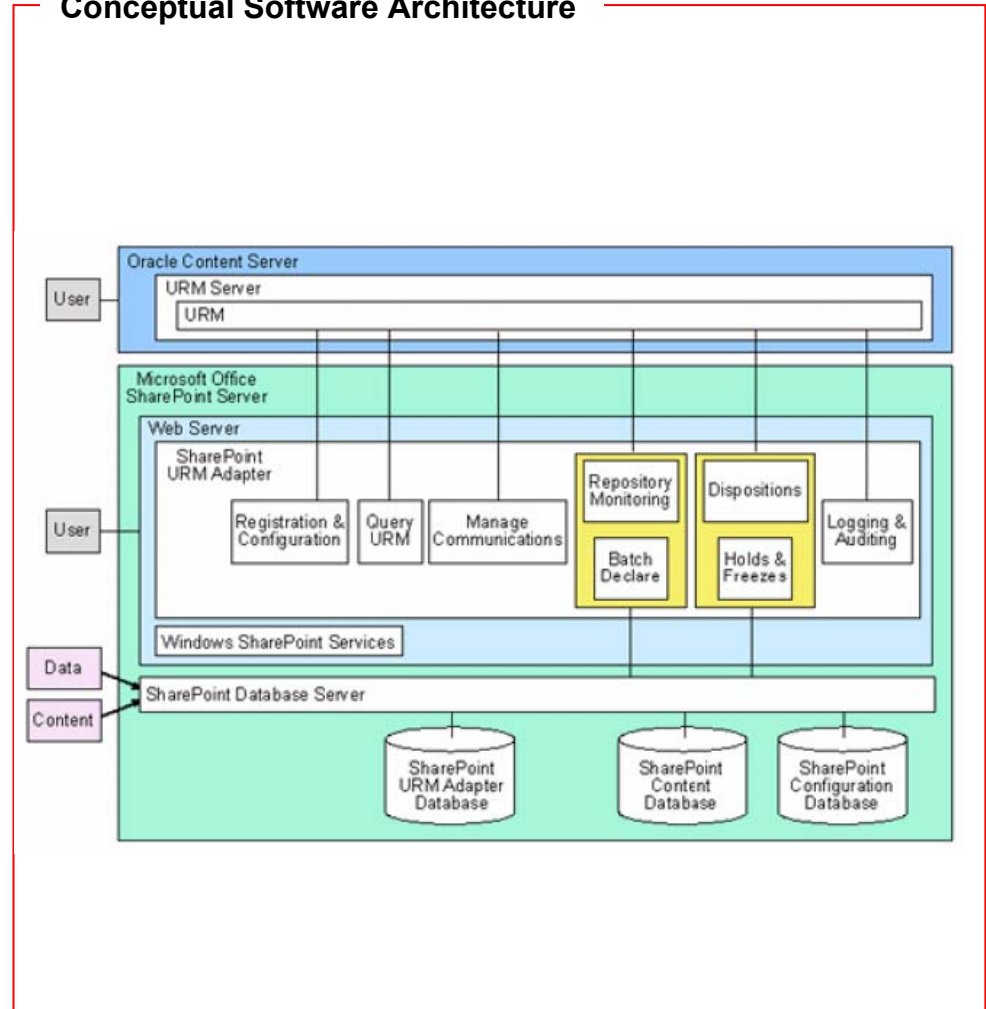 Conceptual Software Architecture
Oracle Content Server
URM Server
URM
User
Microsoft Office
SharePoint Server
Web Server
SharePoint
URM Adapter
User
Registration &
Configuration
Query
URM
Manage
Communications
Repository
Monitoring
Batch
Declare
Dispositions
Holds &
Freezes
Logging &
Auditing
Windows SharePoint Services
Data
Content
SharePoint Database Server
SharePoint
URM Adapter
Database
SharePoint
Content
Database
SharePoint
Configuration
Database